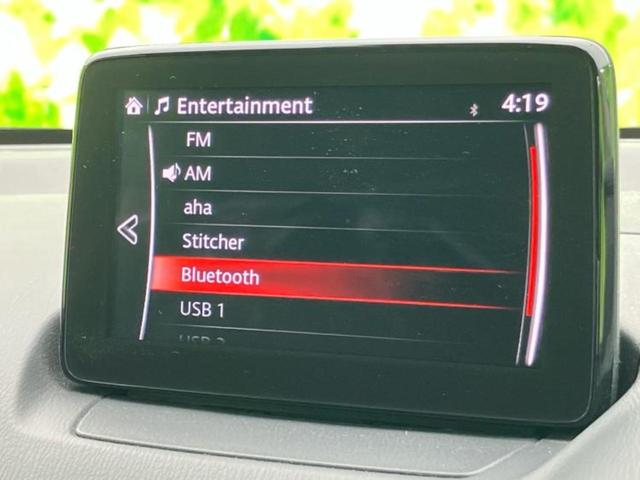 Entertainment 4:19
FM
AM
aha
Stitcher
Bluetooth
USB 1